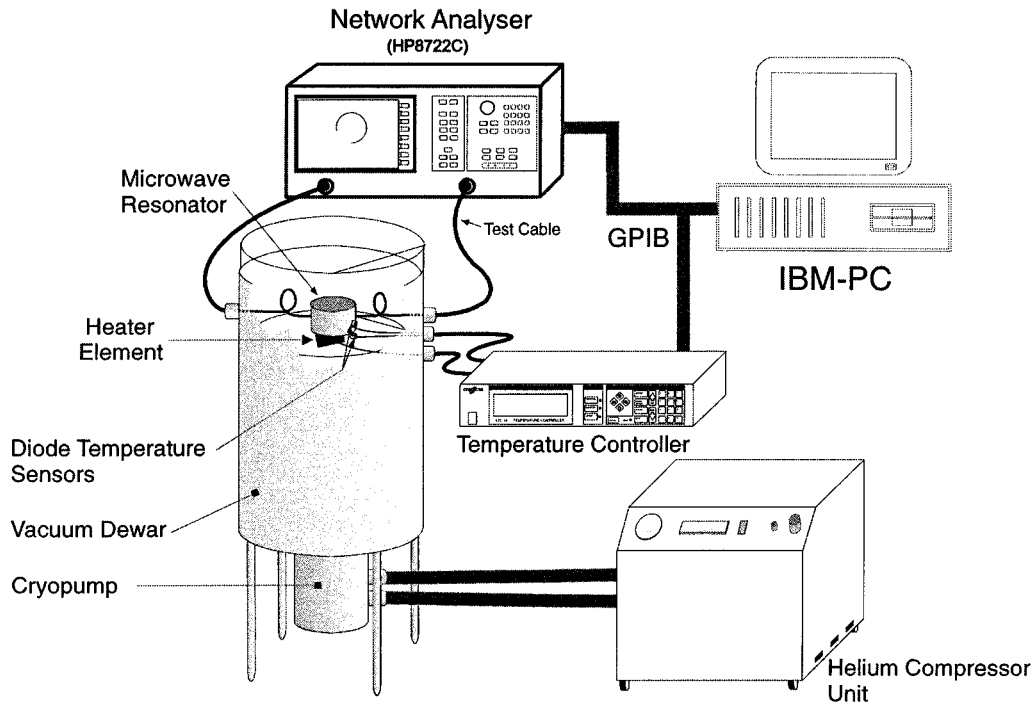 Network Analyser
(HP8722C)
Microwave
Resonator
Test Cable
GPIB
IBM-PC
Heater
Element
Temperature Controller
Diode Temperature
Sensors
Vacuum Dewar
Cryopump
Helium Compressor
Unit